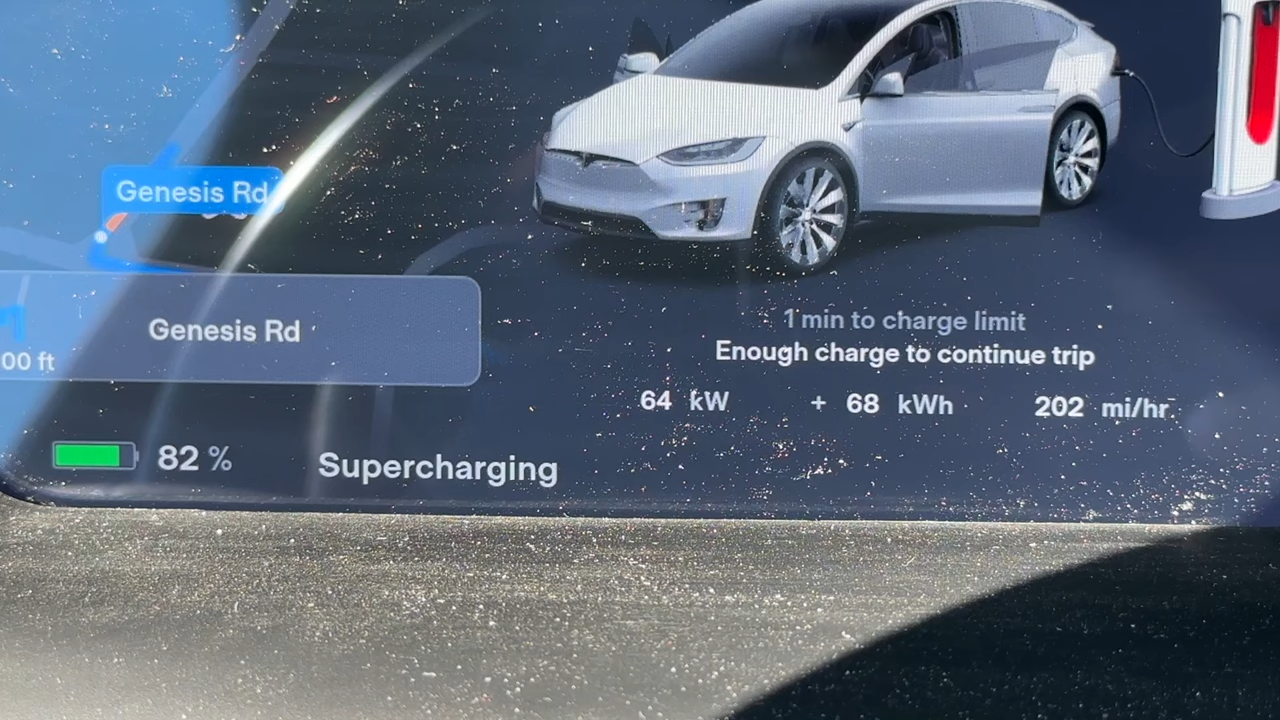 Genesis Rd
Genesis Rd
00 ft
1 min to charge limit
Enough charge to continue trip
64 kW + 68 kWh 202 mi/hr
82 % Supercharging